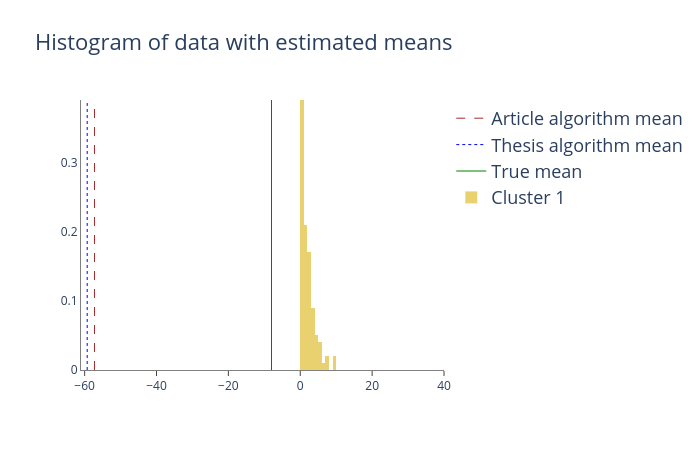 Histogram of data with estimated means
Article algorithm mean
Thesis algorithm mean
True mean
Cluster 1
0.3
0.2
0.1
0
−60 −40 −20 0 20 40